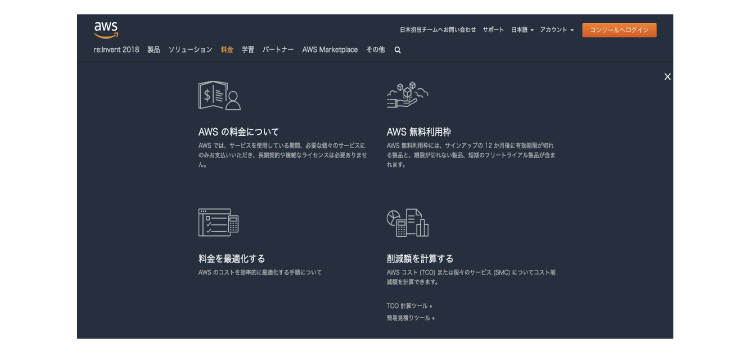 aws
日本担当チームへお問い合わせ サポート 日本語 アカウント コンソールへログイン
re:Invent 2018 製品 ソリューション 料金 学習 パートナー AWS Marketplace その他
X
AWS の料金について
AWS では、サービスを使用している期間、必要な個々のサービスに
のみお支払いいただき、長期契約や複雑なライセンスは必要ありませ
ん。
AWS 無料利用枠
AWS 無料利用枠には、サインアップの 12 か月後に有効期限が切れ
る製品と、期限が切れない製品、短期のフリートライアル製品が含ま
れます。
料金を最適化する
AWS のコストを効率的に最適化する手順について
削減額を計算する
AWS コスト (TCO) または個々のサービス (SMC) についてコスト削
減額を計算できます。
TCO 計算ツール »
簡易見積りツール »